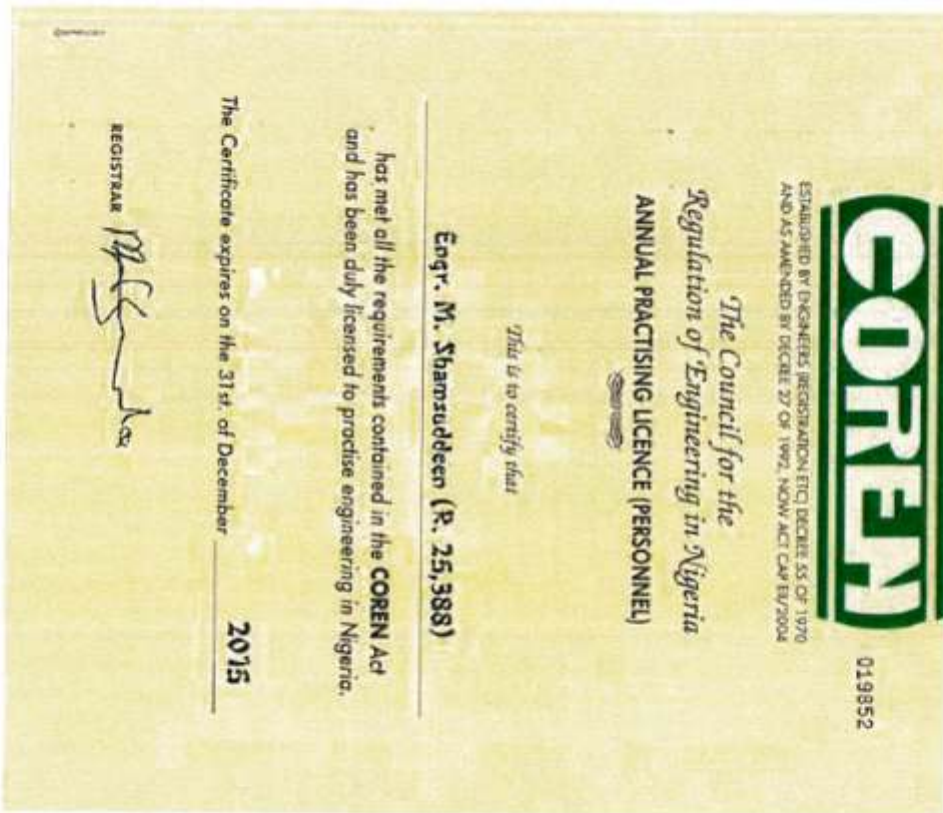 COREN
019852
ESTABLISHED BY ENGINEERS (REGISTRATION ETC) DECREE 55 OF 1970
AND AS AMENDED BY DECREE 27 OF 1992, NOW ACT CAP E11/2004
The Council for the
Regulation of Engineering in Nigeria
ANNUAL PRACTISING LICENCE (PERSONNEL)
This is to certify that
Engr. M. Shamsuddeen (R. 25,388)
has met all the requirements contained in the COREN Act
and has been duly licensed to practise engineering in Nigeria.
The Certificate expires on the 31st. of December 2015
REGISTRAR